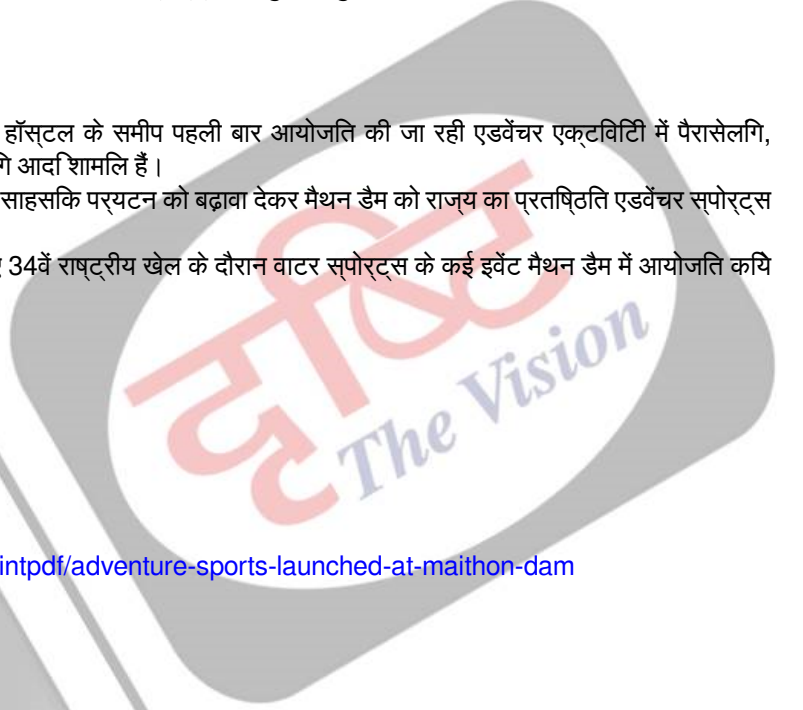 हॉस्टल के समीप पहली बार आयोजित की जा रही एडवेंचर एक्टिविटी में पैरासेलिंग,
आदि शामिल हैं।
साहसिक पर्यटन को बढ़ावा देकर मैथन डैम को राज्य का प्रतिष्ठित एडवेंचर स्पोर्ट्स
34वें राष्ट्रीय खेल के दौरान वाटर स्पोर्ट्स के कई इवेंट मैथन डैम में आयोजित किये
दृष्टि
The Vision
intpdf/adventure-sports-launched-at-maithon-dam